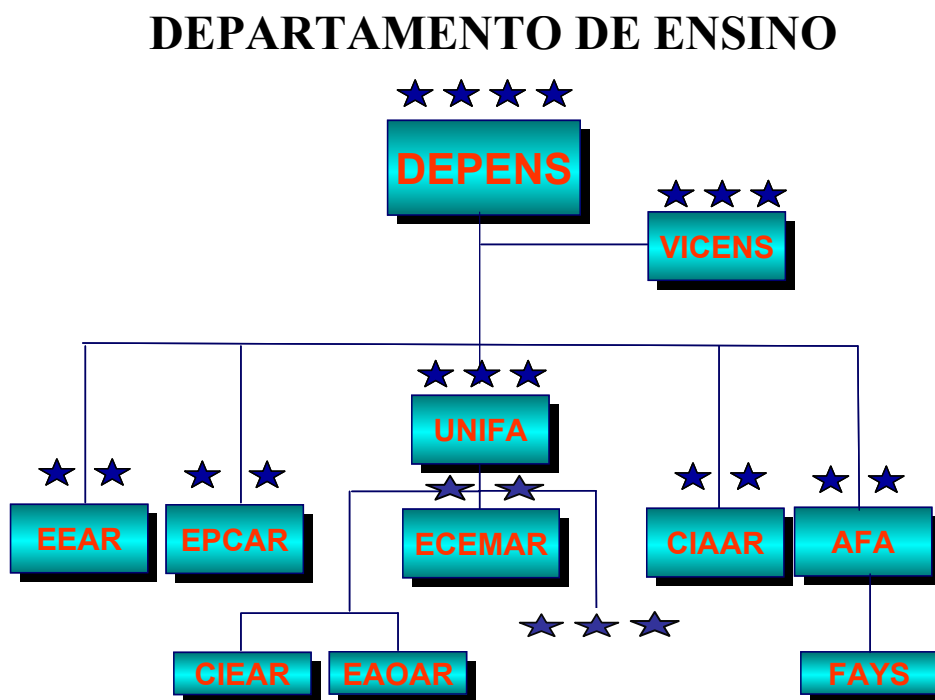 DEPARTAMENTO DE ENSINO
DEPENS
VICENS
UNIFA
EEAR
EPCAR
ECEMAR
CIAAR
AFA
CIEAR
EAOAR
FAYS